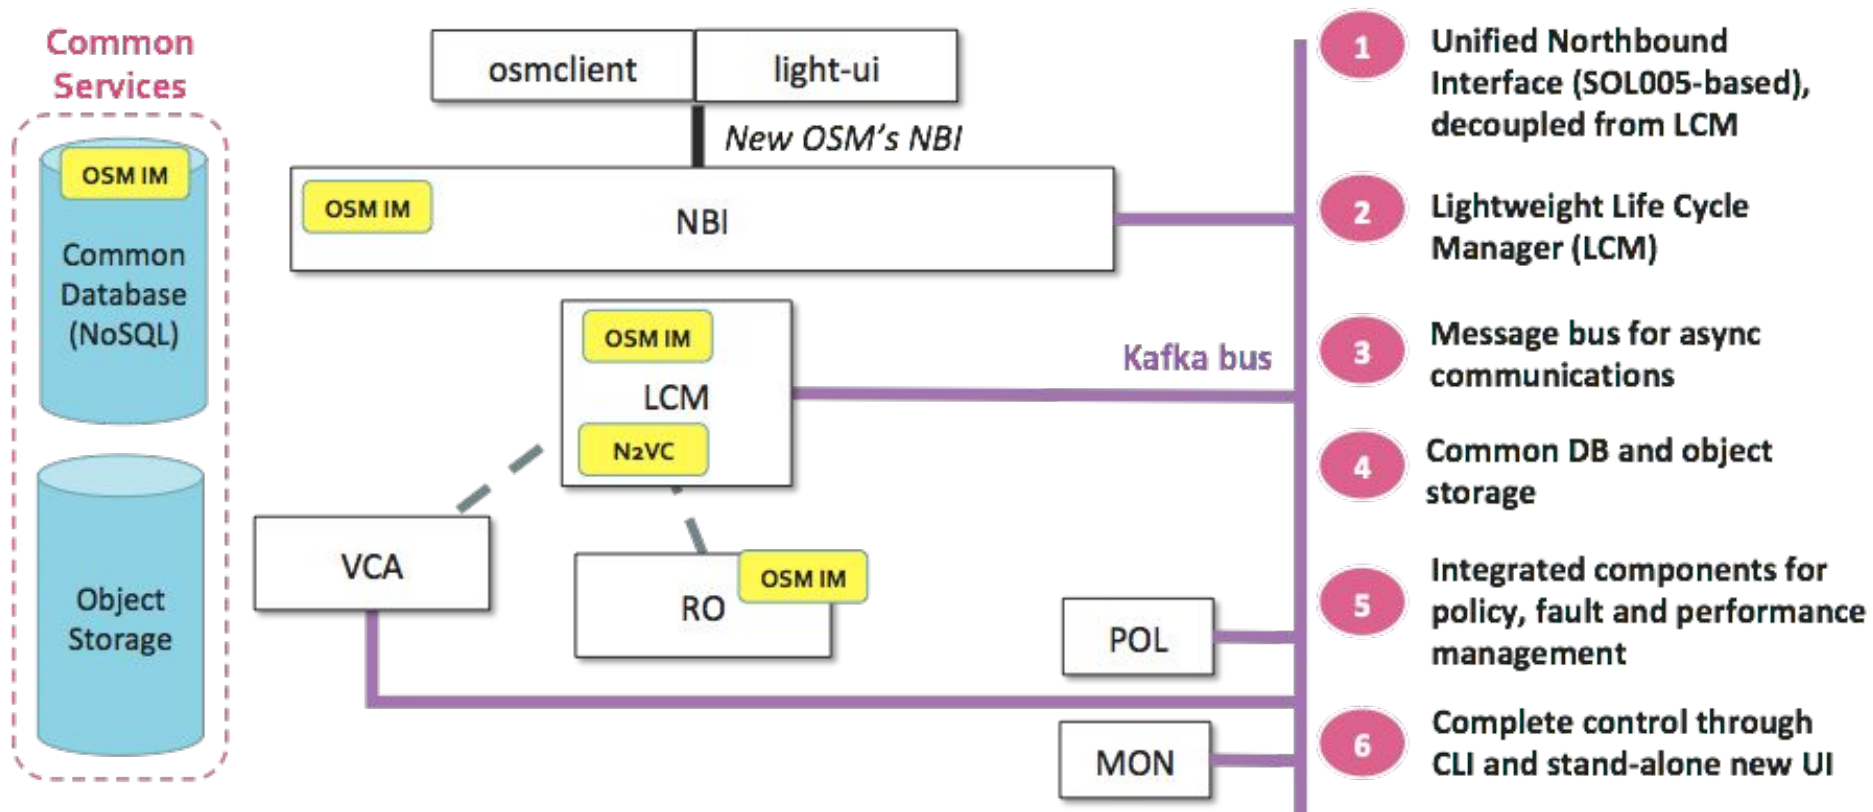 Common
Services
OSM IM
Common
Database
(NoSQL)
Object
Storage
osmclient
light-ui
New OSM's NBI
OSM IM
NBI
OSM IM
LCM
N2VC
Kafka bus
VCA
OSM IM
RO
POL
MON
1
Unified Northbound
Interface (SOL005-based),
decoupled from LCM
2
Lightweight Life Cycle
Manager (LCM)
3
Message bus for async
communications
4
Common DB and object
storage
5
Integrated components for
policy, fault and performance
management
6
Complete control through
CLI and stand-alone new UI